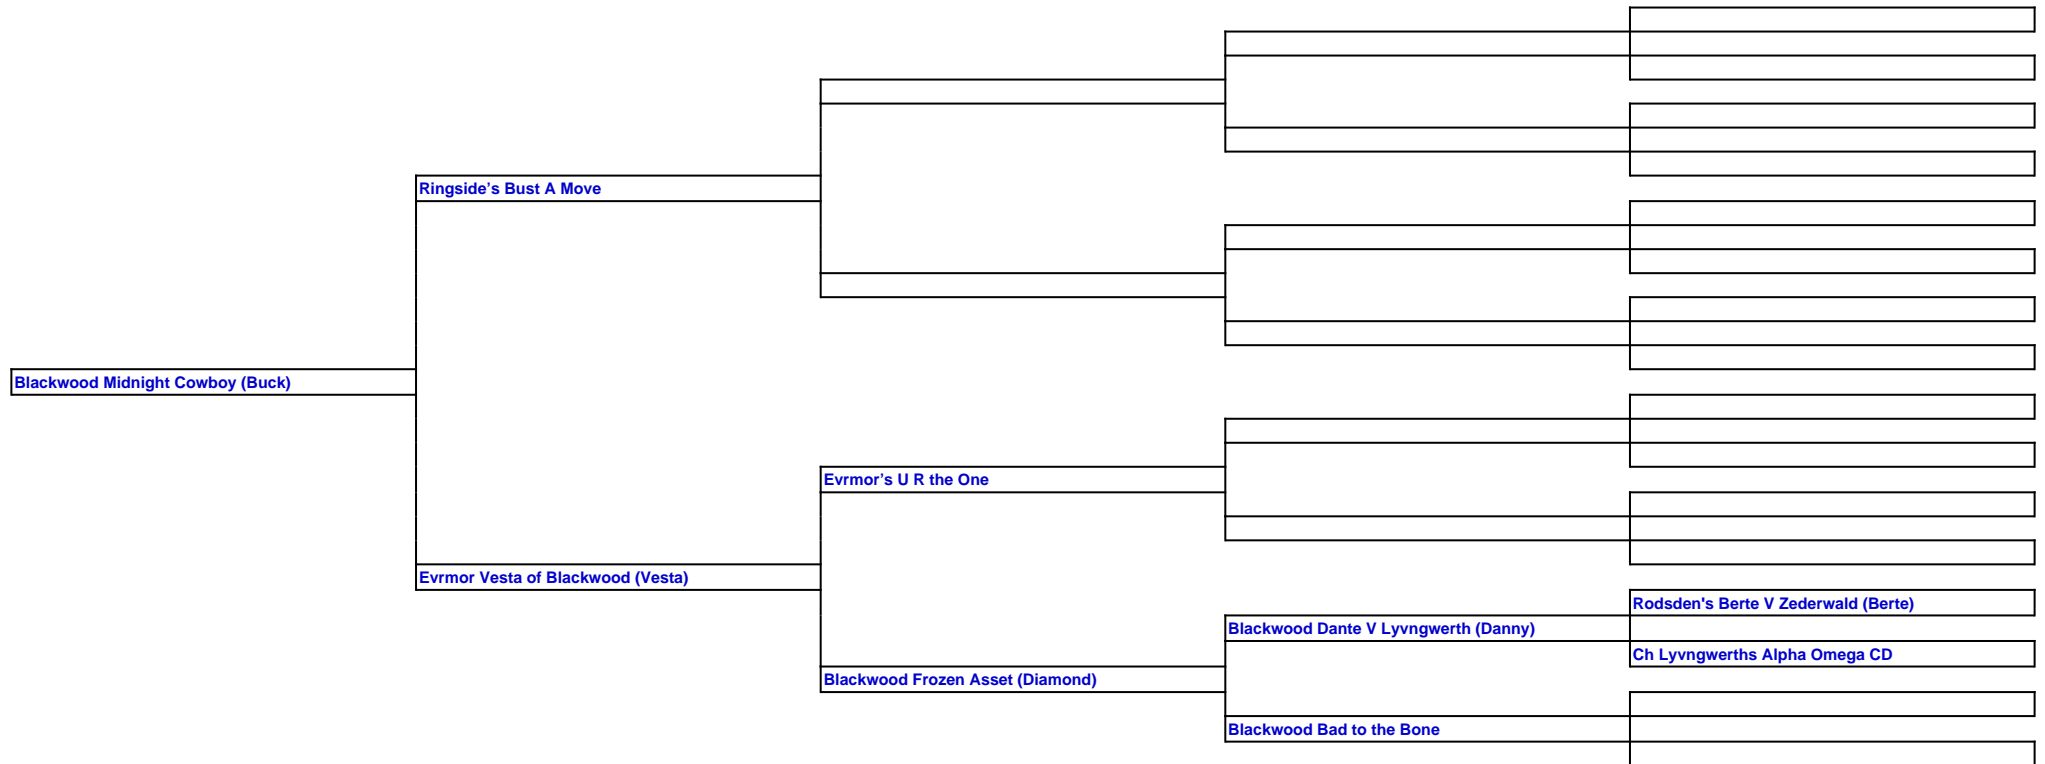 Ringside’s Bust A Move
Blackwood Midnight Cowboy (Buck)
Evrmor’s U R the One
Evrmor Vesta of Blackwood (Vesta)
Rodsden's Berte V Zederwald (Berte)
Blackwood Dante V Lyvngwerth (Danny)
Ch Lyvngwerths Alpha Omega CD
Blackwood Frozen Asset (Diamond)
Blackwood Bad to the Bone